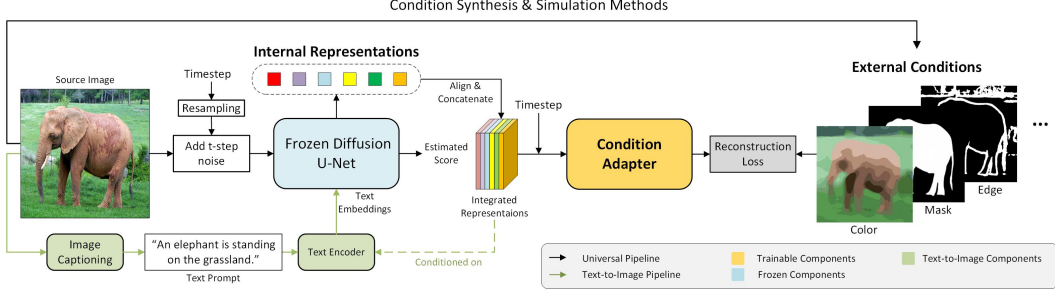 Condition Synthesis & Simulation Methods
Internal Representations
Source Image
Timestep
Resampling
Add t-step
noise
Frozen Diffusion
U-Net
Align &
Concatenate
Estimated
Score
Timestep
Integrated
Representaions
Condition
Adapter
Reconstruction
Loss
External Conditions
Edge
Mask
Color
...
Text
Embeddings
Image
Captioning
“An elephant is standing
on the grassland.”
Text Prompt
Text Encoder
Conditioned on
Universal Pipeline
Trainable Components
Text-to-Image Components
Text-to-Image Pipeline
Frozen Components